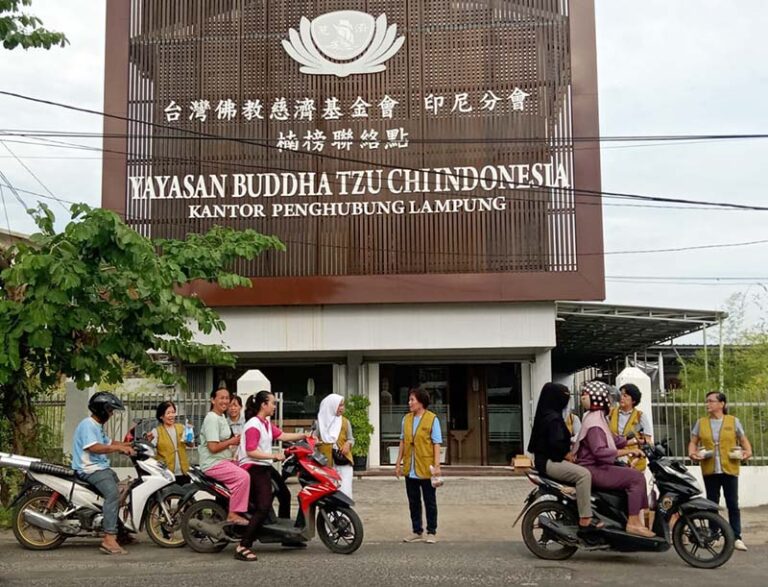 台灣佛教慈濟基金會 印尼分會
楠榜聯絡點
YAYASAN BUDDHA TZU CHI INDONESIA
KANTOR PENGHUBUNG LAMPUNG